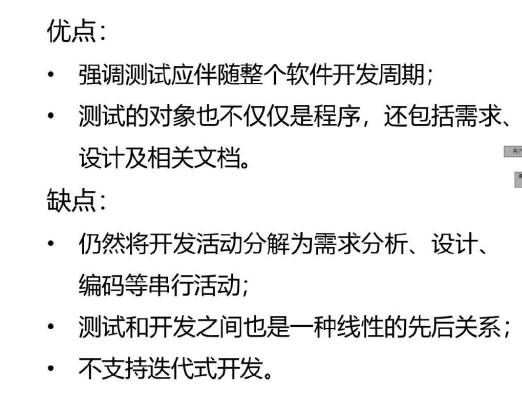 优点：
• 强调测试应伴随整个软件开发周期；
• 测试的对象也不仅仅是程序，还包括需求、
设计及相关文档。
缺点：
• 仍然将开发活动分解为需求分析、设计、
编码等串行活动；
• 测试和开发之间也是一种线性的先后关系；
• 不支持迭代式开发。